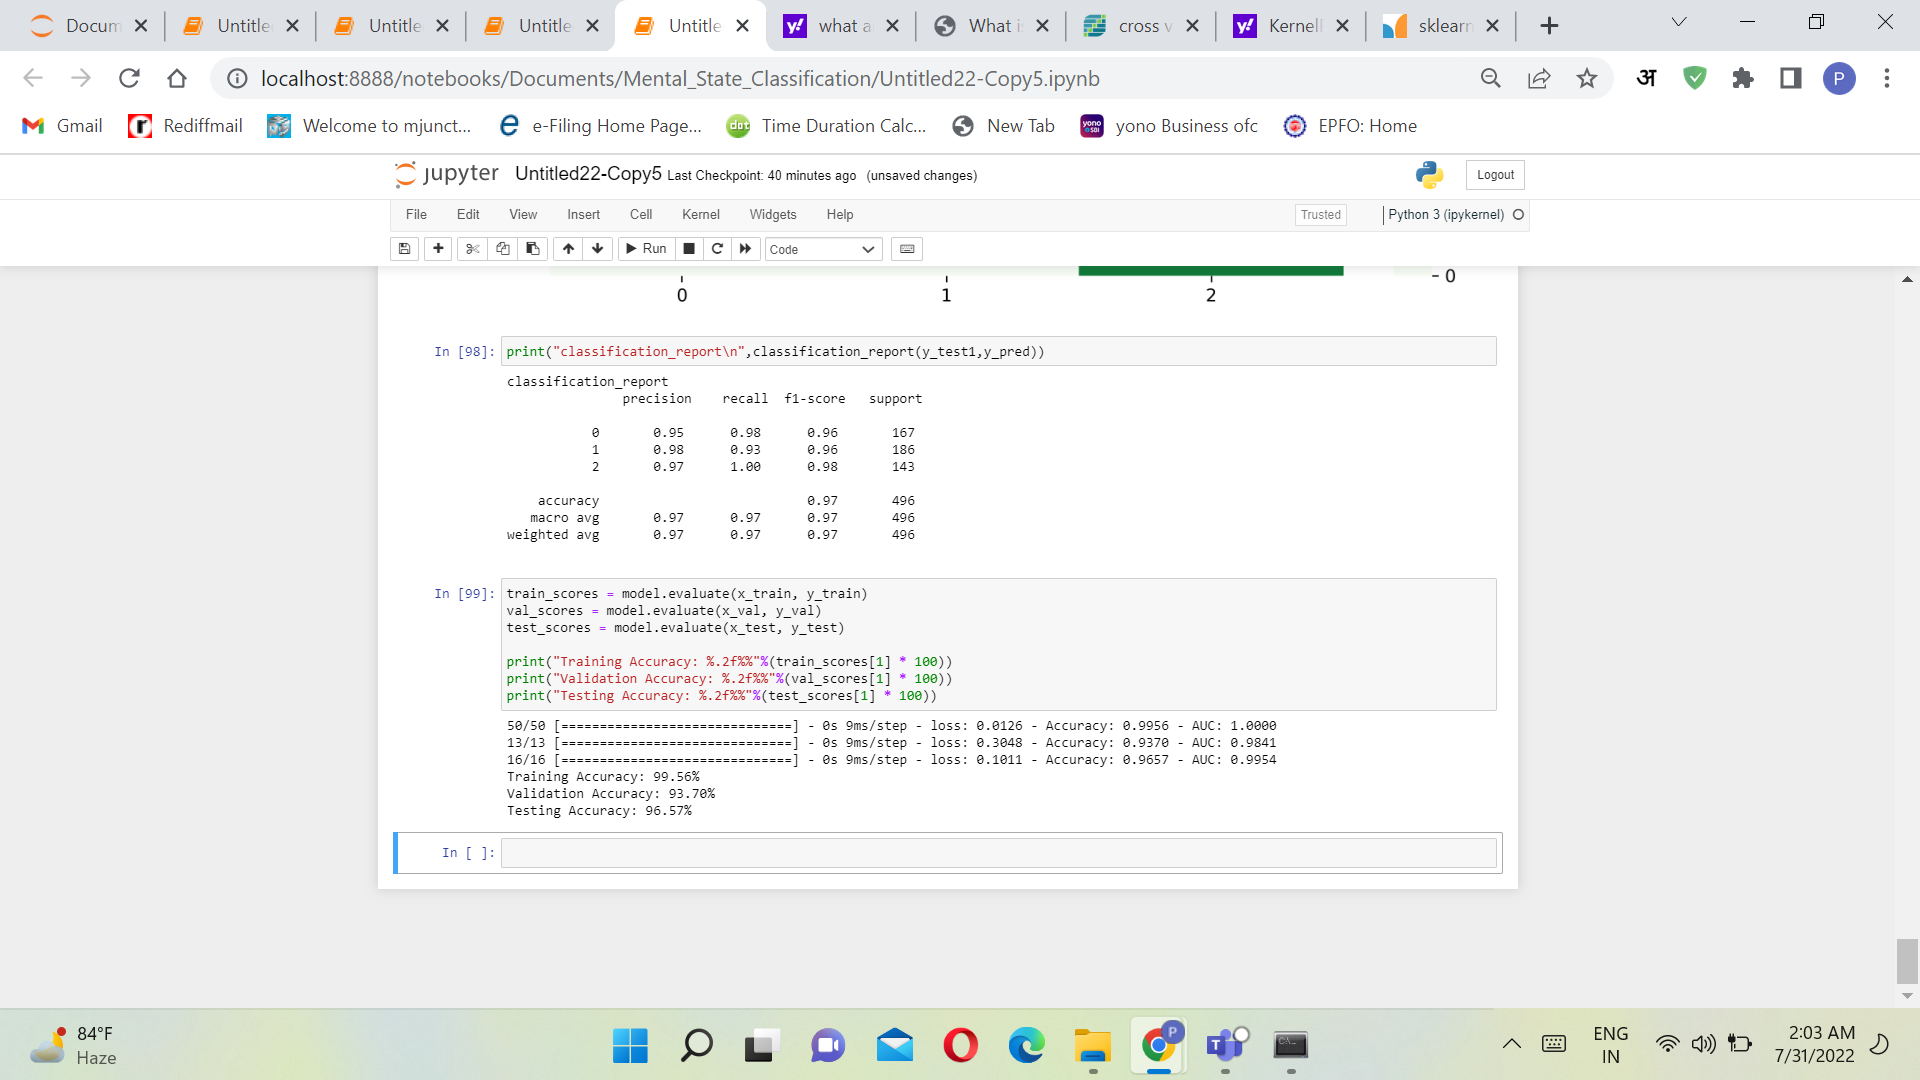 Docum Untitle Untitle Untitle Untitle what a What i cross v Kernel sklearn
localhost:8888/notebooks/Documents/Mental_State_Classification/Untitled22-Copy5.ipynb अ P
Gmail Rediffmail Welcome to mjunct... e-Filing Home Page... Time Duration Calc... New Tab yono Business ofc EPFO: Home
jupyter Untitled22-Copy5 Last Checkpoint: 40 minutes ago (unsaved changes) Logout
File Edit View Insert Cell Kernel Widgets Help Trusted Python 3 (ipykernel)
Run Code
- 0
0 1 2
In [98]: print("classification_report\n",classification_report(y_test1,y_pred))
classification_report
precision recall f1-score support
0 0.95 0.98 0.96 167
1 0.98 0.93 0.96 186
2 0.97 1.00 0.98 143
accuracy 0.97 496
macro avg 0.97 0.97 0.97 496
weighted avg 0.97 0.97 0.97 496
In [99]: train_scores = model.evaluate(x_train, y_train)
val_scores = model.evaluate(x_val, y_val)
test_scores = model.evaluate(x_test, y_test)
print("Training Accuracy: %.2f%%"%(train_scores[1] * 100))
print("Validation Accuracy: %.2f%%"%(val_scores[1] * 100))
print("Testing Accuracy: %.2f%%"%(test_scores[1] * 100))
50/50 [==============================] - 0s 9ms/step - loss: 0.0126 - Accuracy: 0.9956 - AUC: 1.0000
13/13 [==============================] - 0s 9ms/step - loss: 0.3048 - Accuracy: 0.9370 - AUC: 0.9841
16/16 [==============================] - 0s 9ms/step - loss: 0.1011 - Accuracy: 0.9657 - AUC: 0.9954
Training Accuracy: 99.56%
Validation Accuracy: 93.70%
Testing Accuracy: 96.57%
In [ ]:
84°F
Haze
ENG
IN
2:03 AM
7/31/2022